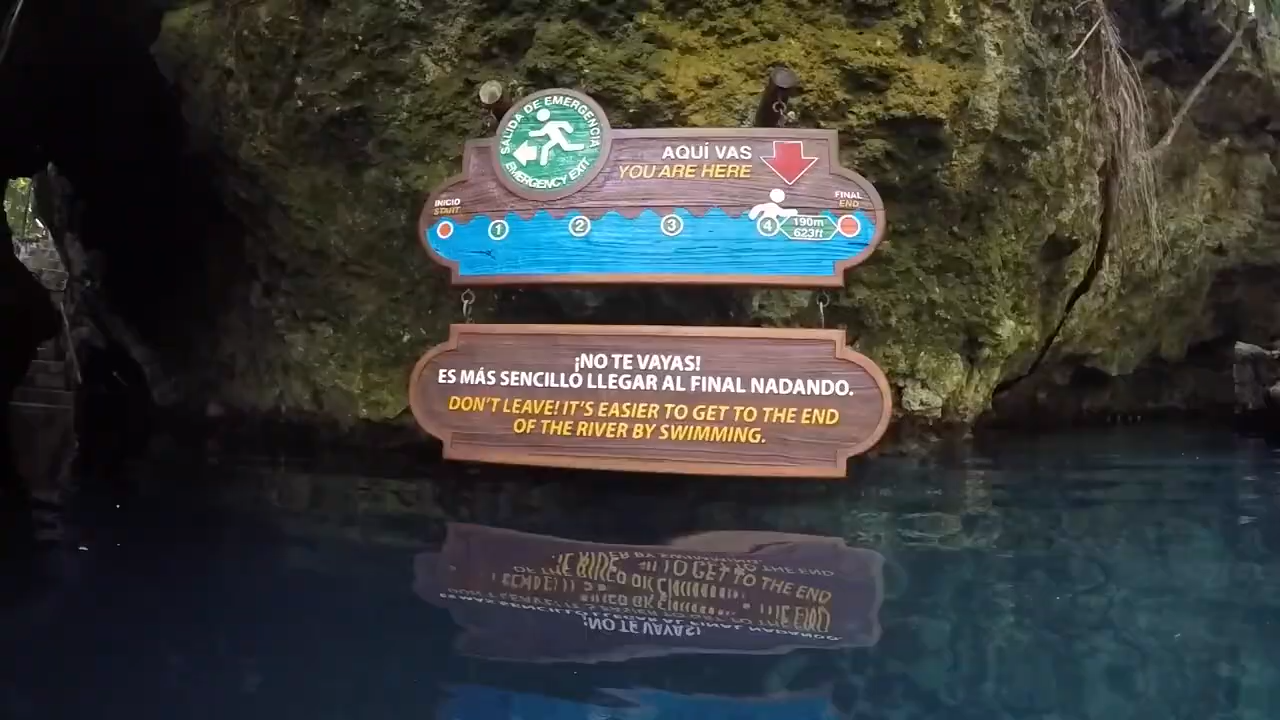 SALIDA DE EMERGENCIA
EMERGENCY EXIT
AQUÍ VAS
YOU ARE HERE
INICIO
START
FINAL
END
1
2
3
4
190m
623ft
¡NO TE VAYAS!
ES MÁS SENCILLO LLEGAR AL FINAL NADANDO.
DON'T LEAVE! IT'S EASIER TO GET TO THE END
OF THE RIVER BY SWIMMING.